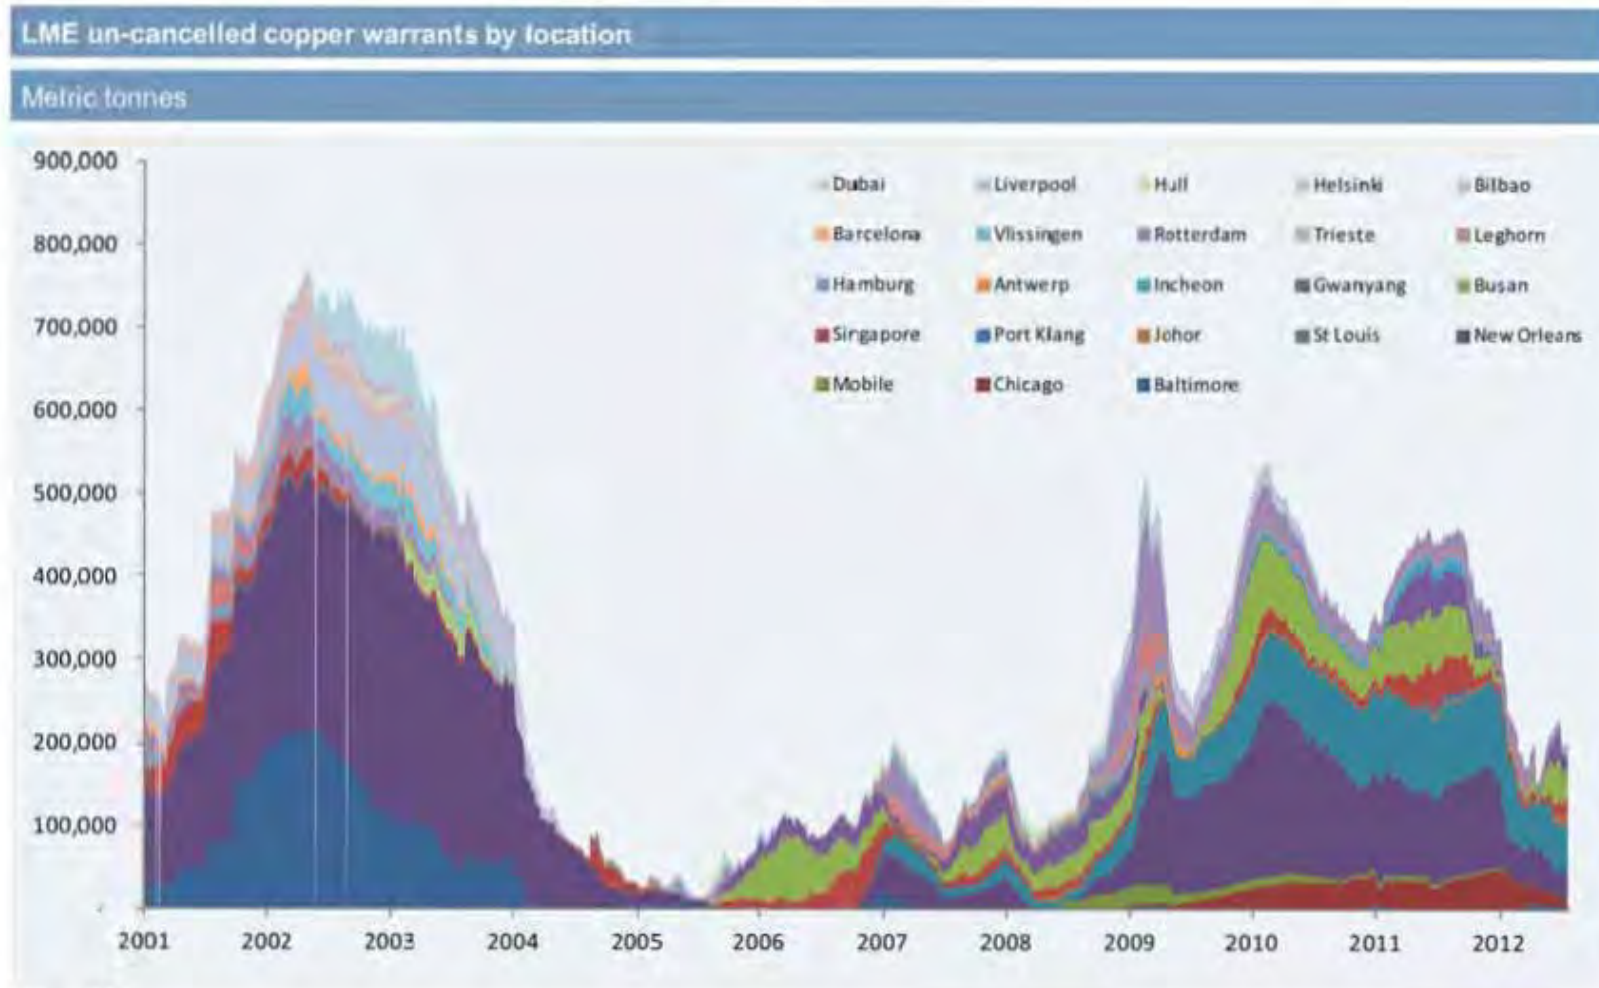 LME un-cancelled copper warrants by location
Metric tonnes
900,000
800,000
700,000
600,000
500,000
400,000
300,000
200,000
100,000
-
Dubai Liverpool Hull Helsinki Bilbao
Barcelona Vlissingen Rotterdam Trieste Leghorn
Hamburg Antwerp Incheon Gwanyang Busan
Singapore Port Klang Johor St Louis New Orleans
Mobile Chicago Baltimore
2001 2002 2003 2004 2005 2006 2007 2008 2009 2010 2011 2012